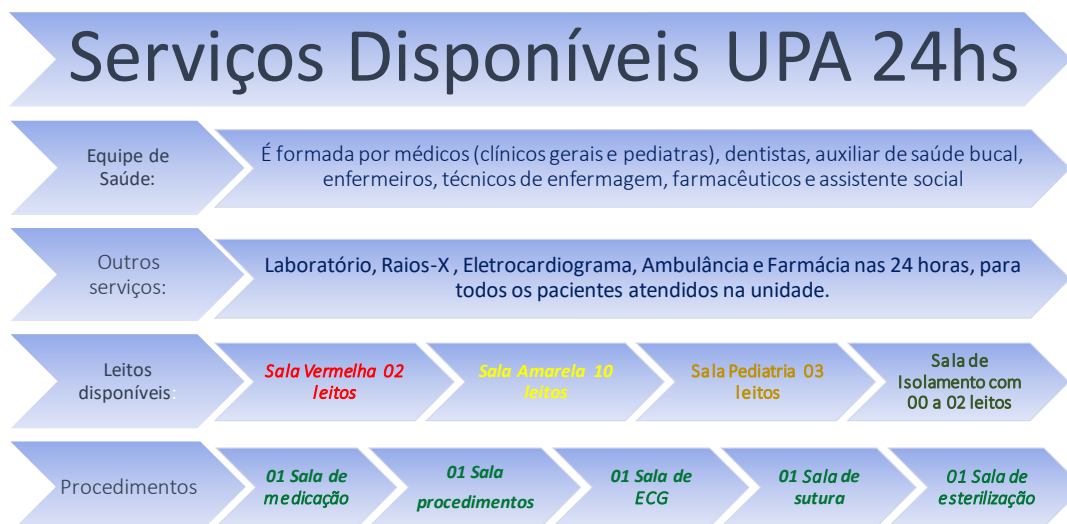 Serviços Disponíveis UPA 24hs
Equipe de
Saúde:
É formada por médicos (clínicos gerais e pediatras), dentistas, auxiliar de saúde bucal,
enfermeiros, técnicos de enfermagem, farmacêuticos e assistente social
Outros
serviços:
Laboratório, Raios-X , Eletrocardiograma, Ambulância e Farmácia nas 24 horas, para
todos os pacientes atendidos na unidade.
Leitos
disponíveis:
Sala Vermelha 02
leitos
Sala Amarela 10
leitos
Sala Pediatria 03
leitos
Sala de
Isolamento com
00 a 02 leitos
Procedimentos
01 Sala de
medicação
01 Sala
procedimentos
01 Sala de
ECG
01 Sala de
sutura
01 Sala de
esterilização